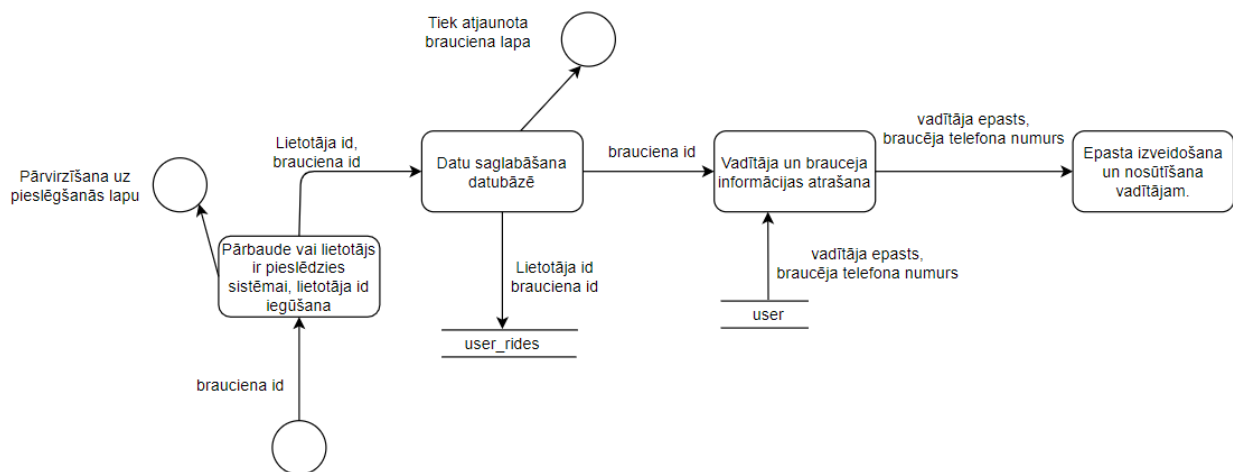 Tiek atjaunota
brauciena lapa
Pārvirzīšana uz
pieslēgšanās lapu
Lietotāja id,
brauciena id
Datu saglabāšana
datubāzē
brauciena id
Vadītāja un brauceja
informācijas atrašana
vadītāja epasts,
braucēja telefona numurs
Epasta izveidošana
un nosūtīšana
vadītājam.
Pārbaude vai lietotājs
ir pieslēdzies
sistēmai, lietotāja id
iegūšana
Lietotāja id
brauciena id
vadītāja epasts,
braucēja telefona numurs
user_rides
user
brauciena id